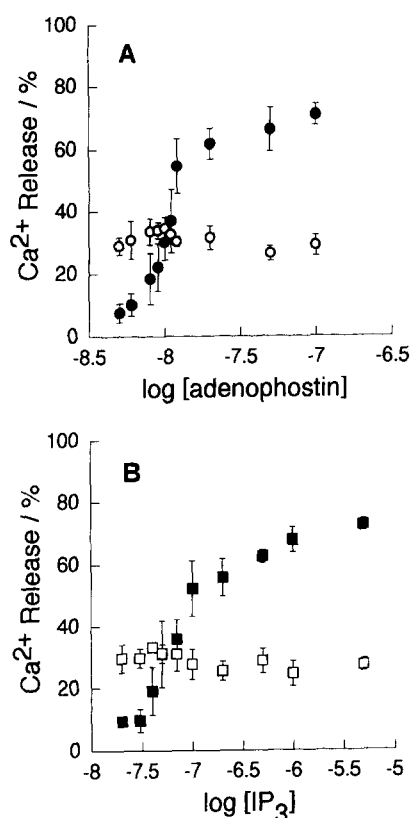 A
Ca2+ Release / %
100
80
60
40
20
0
-8.5 -8 -7.5 -7 -6.5
log [adenophostin]
B
Ca2+ Release / %
100
80
60
40
20
0
-8 -7.5 -7 -6.5 -6 -5.5 -5
log [IP3]